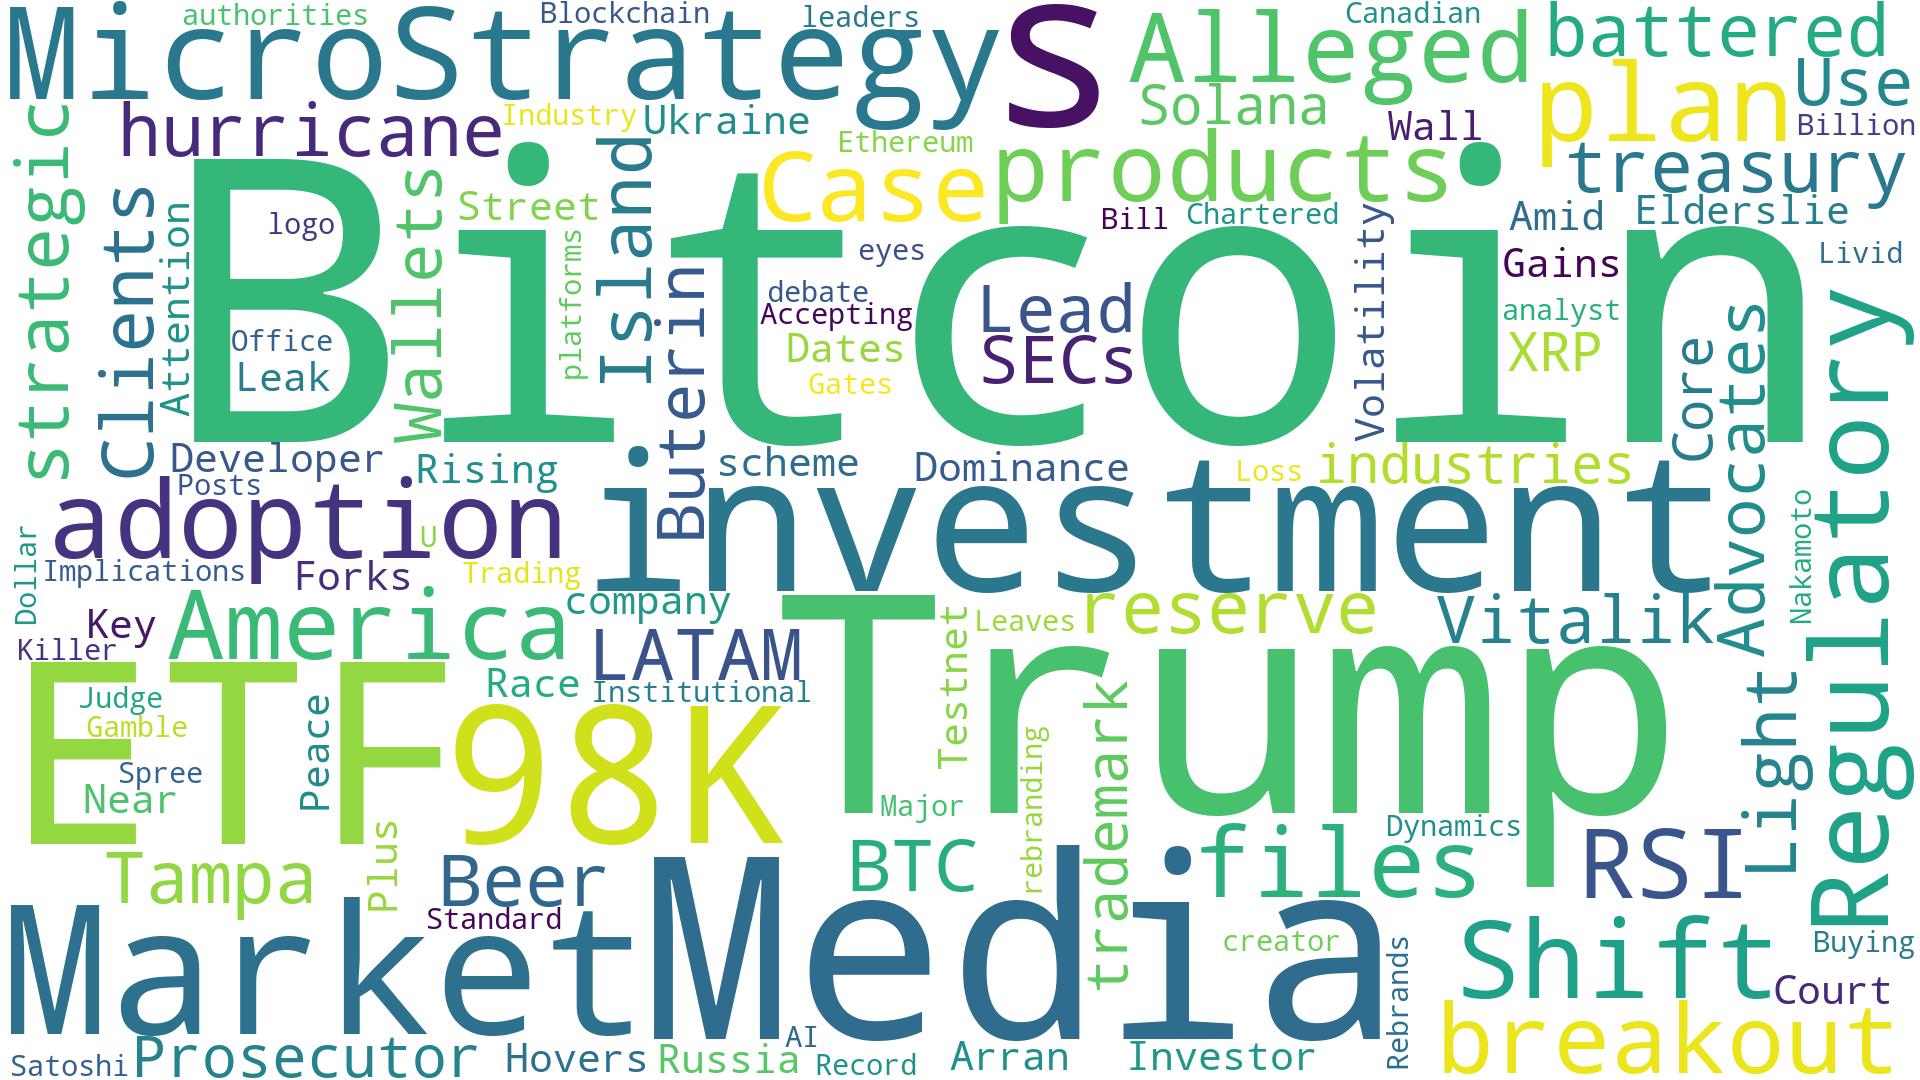 authorities
Blockchain
leaders
Canadian
MicroStrategys
S
Alleged
battered
strategic
hurricane
Industry
Ukraine
Ethereum
Solana
Wall
plan
Use
Billion
clients
Attention
logo
Wallets
Street
platforms
Island
Buterin
Case
products
treasury
Bitcoin
Bill
Chartered
Volatility
Amid
Elderslie
eyes
Gains
Livid
debate
Accepting
Lead
SECs
analyst
Office
Leak
Dates
Gates
XRP
Core
Advocates
Regulatory
Developer
Posts
Rising
scheme
Dominance
Loss
industries
adoption
U
investment
Nakamoto
Dollar
Implications
Forks
Trading
Key
America
company
Trump
Testnet
Leaves
reserve
Vitalik
Killer
LATAM
Race
Institutional
Light
ETF
Judge
Gamble
Peace
98K
trademark
rebranding
Spree
Near
Major
Plus
Tampa
Beer
BTC
files
Dynamics
RSI
Standard
Market
Media
creator
Rebrands
Shift
Buying
Court
breakout
Satoshi
Prosecutor
Hovers
Russia
AI
Record
Arran
Investor